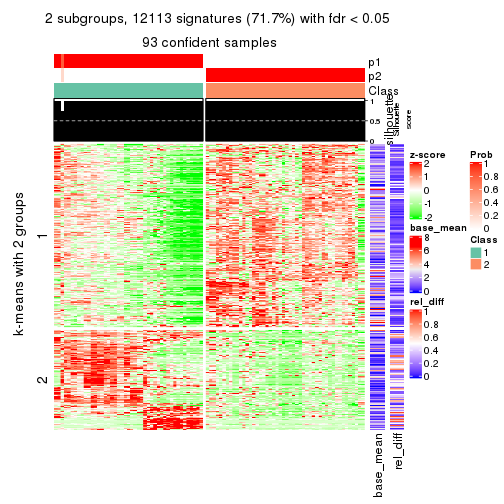 2 subgroups, 12113 signatures (71.7%) with fdr < 0.05
93 confident samples
p1
p2
Class
silhouette
Silhouette
score
1
0.5
0
k-means with 2 groups
1
2
base_mean
rel_diff
z-score
2
1
0
-1
-2
base_mean
8
6
4
2
0
rel_diff
1
0.8
0.6
0.4
0.2
0
Prob
1
0.8
0.6
0.4
0.2
0
Class
1
2